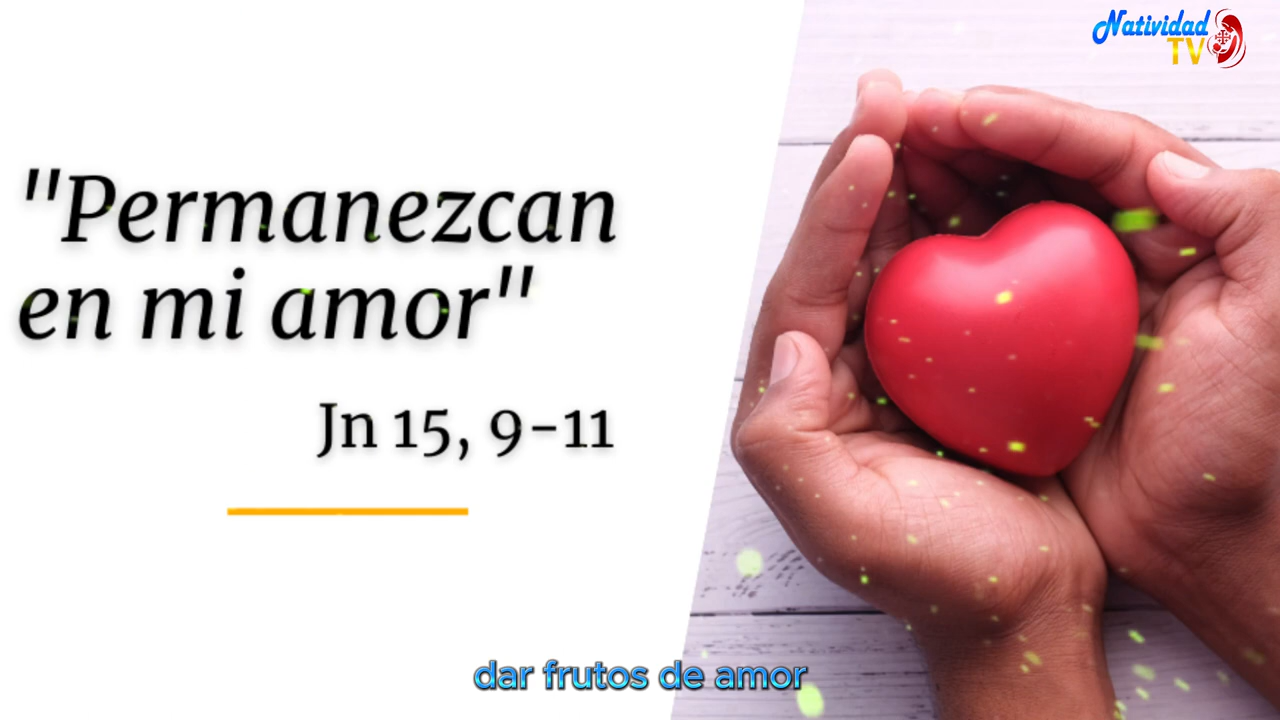 Natividad
TV
"Permanezcan
en mi amor"
Jn 15, 9-11
dar frutos de amor